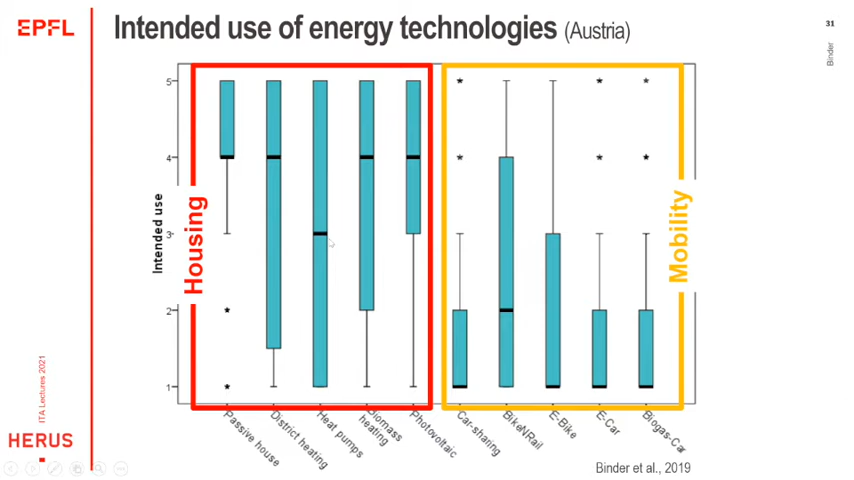 EPFL
Intended use of energy technologies (Austria)
31
Binder
5
4
3
2
1
Intended use
Housing
Mobility
Passive house
District heating
Heat pumps
Biomass
heating
Photovoltaic
Car-sharing
BikeNRail
E-Bike
E-Car
Biogas-Car
ITA Lectures 2021
HERUS
Binder et al., 2019